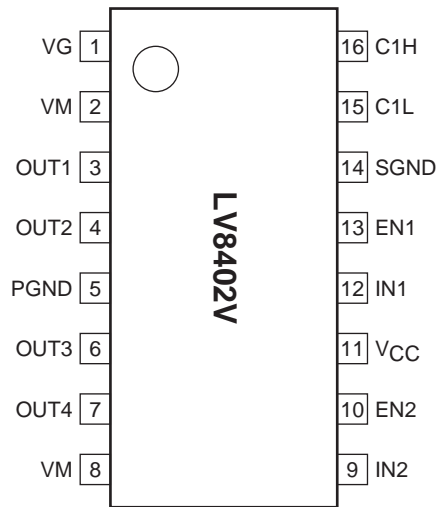 VG 1 16 C1H
VM 2 15 C1L
OUT1 3 14 SGND
OUT2 4 13 EN1
PGND 5 12 IN1
OUT3 6 11 VCC
OUT4 7 10 EN2
VM 8 9 IN2
LV8402V